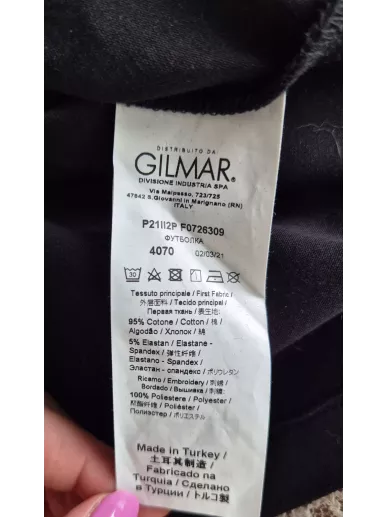 DISTRIBUITO DA:
GILMAR®
DIVISIONE INDUSTRIA SPA
Via Malpasso, 723/725
47842 S.Giovanni in Marignano (RN)
ITALY
P21II2P F0726309
ФУТБОЛКА
4070 02/03/21
30
Tessuto principale / First Fabric /
外层面料 / Tecido principal /
Первая ткань / 表生地:
95% Cotone / Cotton / 棉 /
Algodão / Хлопок / 綿
5% Elastan / Elastane -
Spandex / 弹性纤维 /
Elastano - Spandex /
Эластан - спандекс / ポリウレタン
Ricamo / Embroidery / 刺绣 /
Bordado / Вышивка / 刺繍
100% Poliestere / Polyester /
聚酯纤维 / Poliéster /
Полиэстер / ポリエステル
Made in Turkey /
土耳其制造 /
Fabricado na
Turquia / Сделано
в Турции / トルコ製